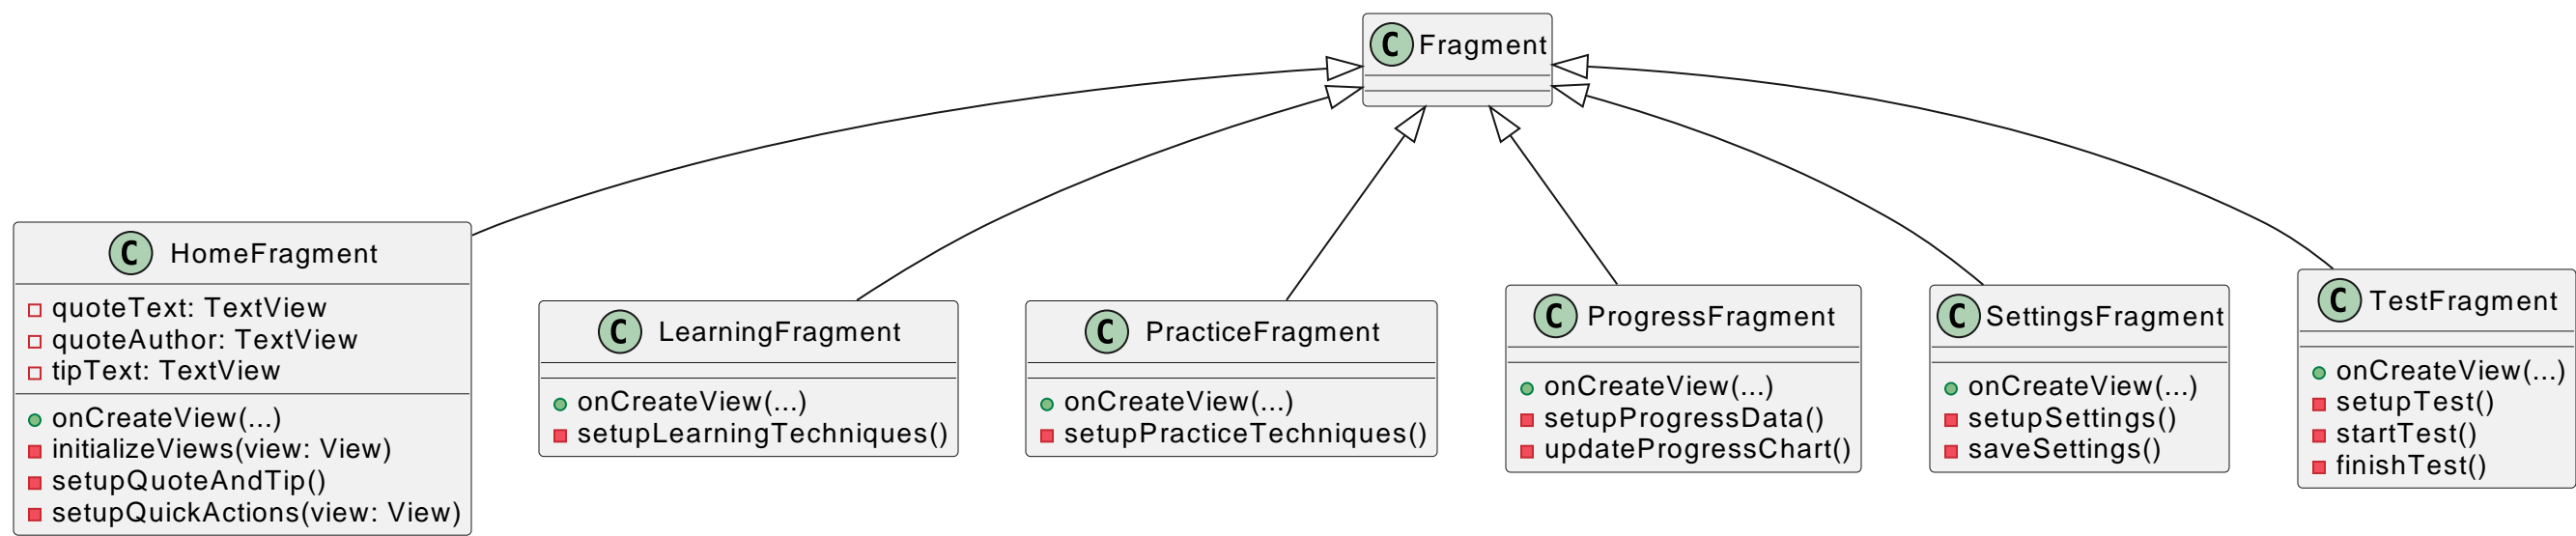 C Fragment
C HomeFragment
quoteText: TextView
quoteAuthor: TextView
tipText: TextView
onCreateView(...)
initializeViews(view: View)
setupQuoteAndTip()
setupQuickActions(view: View)
C LearningFragment
onCreateView(...)
setupLearningTechniques()
C PracticeFragment
onCreateView(...)
setupPracticeTechniques()
C ProgressFragment
onCreateView(...)
setupProgressData()
updateProgressChart()
C SettingsFragment
onCreateView(...)
setupSettings()
saveSettings()
C TestFragment
onCreateView(...)
setupTest()
startTest()
finishTest()